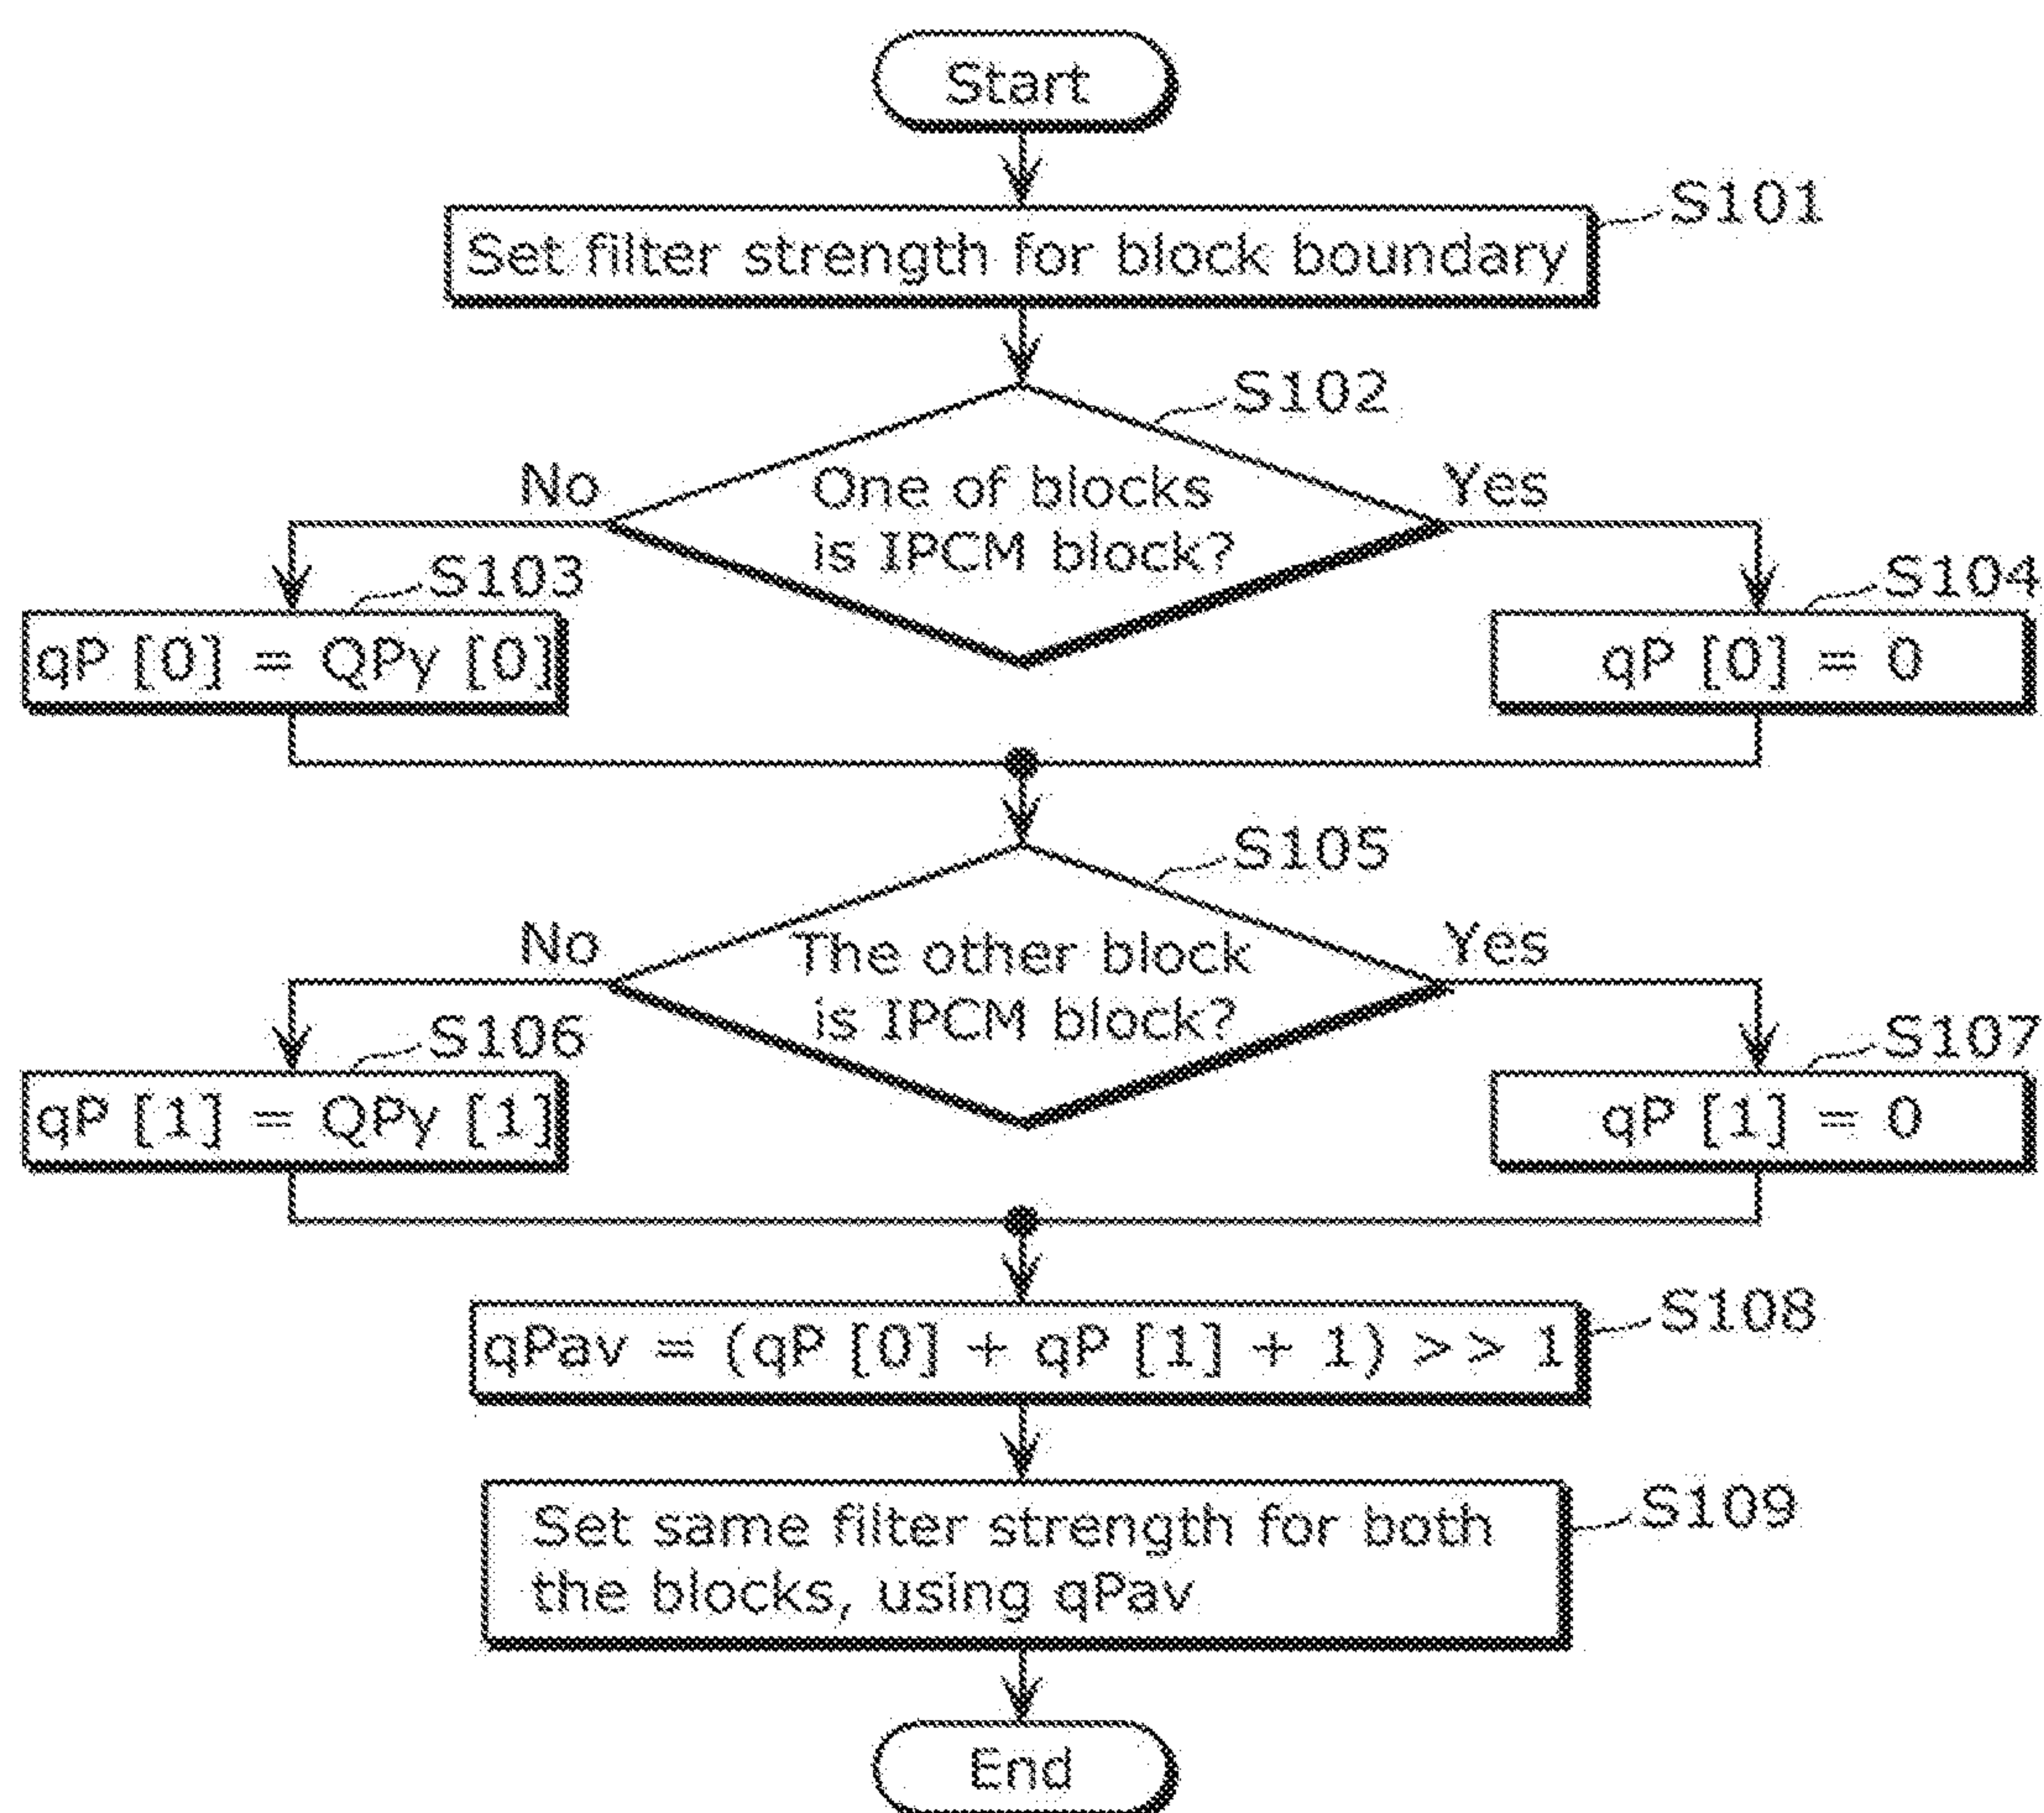 Start
S101
Set filter strength for block boundary
S102
No
One of blocks
is IPCM block?
Yes
S103
qP [0] = QPy [0]
S104
qP [0] = 0
S105
No
The other block
is IPCM block?
Yes
S106
qP [1] = QPy [1]
S107
qP [1] = 0
S108
qPav = (qP [0] + qP [1] + 1) >> 1
S109
Set same filter strength for both
the blocks, using qPav
End